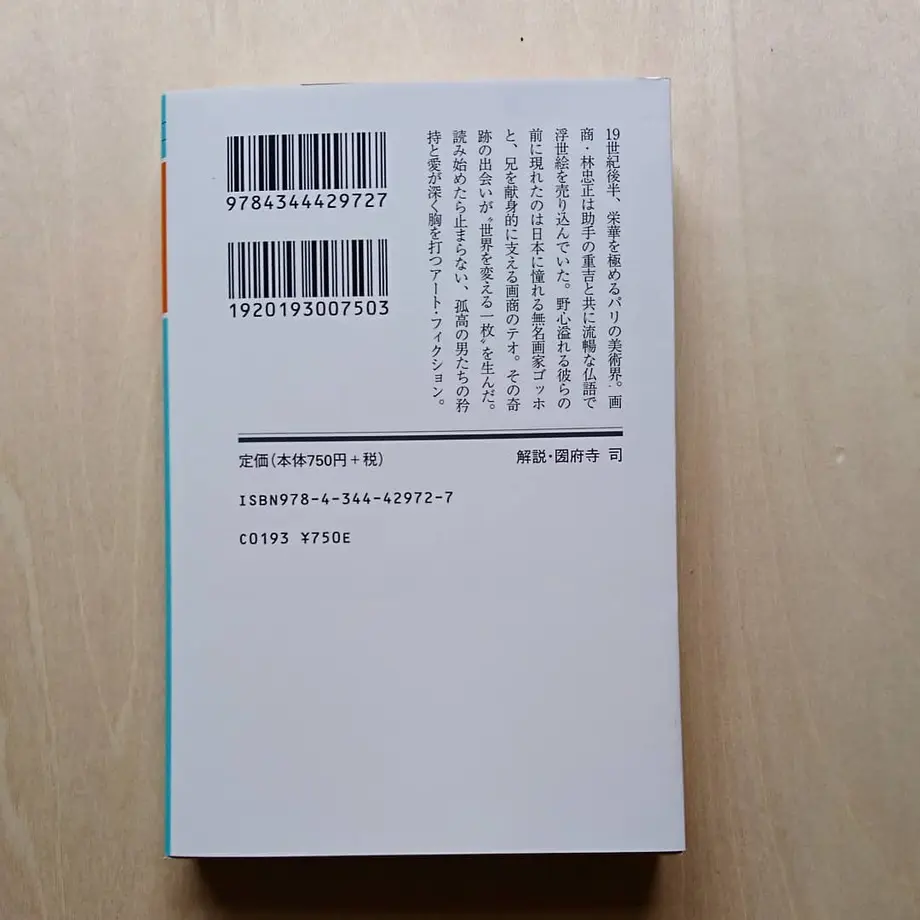 9784344429727
1920193007503
19世紀後半、栄華を極めるパリの美術界。画
商・林忠正は助手の重吉と共に流暢な仏語で
浮世絵を売り込んでいた。野心溢れる彼らの
前に現れたのは日本に憧れる無名画家ゴッホ
と、兄を献身的に支える画商のテオ。その奇
跡の出会いが〝世界を変える一枚〟を生んだ。
読み始めたら止まらない、孤高の男たちの矜
持と愛が深く胸を打つアート・フィクション。
定価(本体750円+税)
解説・圀府寺 司
ISBN978-4-344-42972-7
C0193 ¥750E